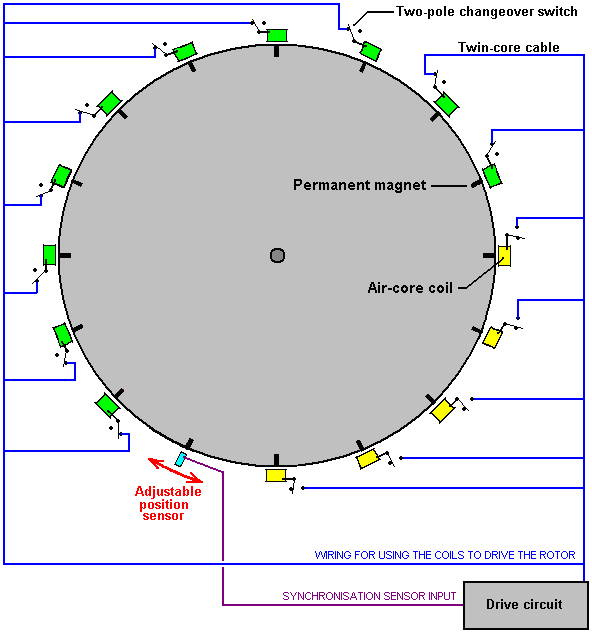 Two-pole changeover switch
Twin-core cable
Permanent magnet
Air-core coil
Adjustable
position
sensor
WIRING FOR USING THE COILS TO DRIVE THE ROTOR
SYNCHRONISATION SENSOR INPUT
Drive circuit